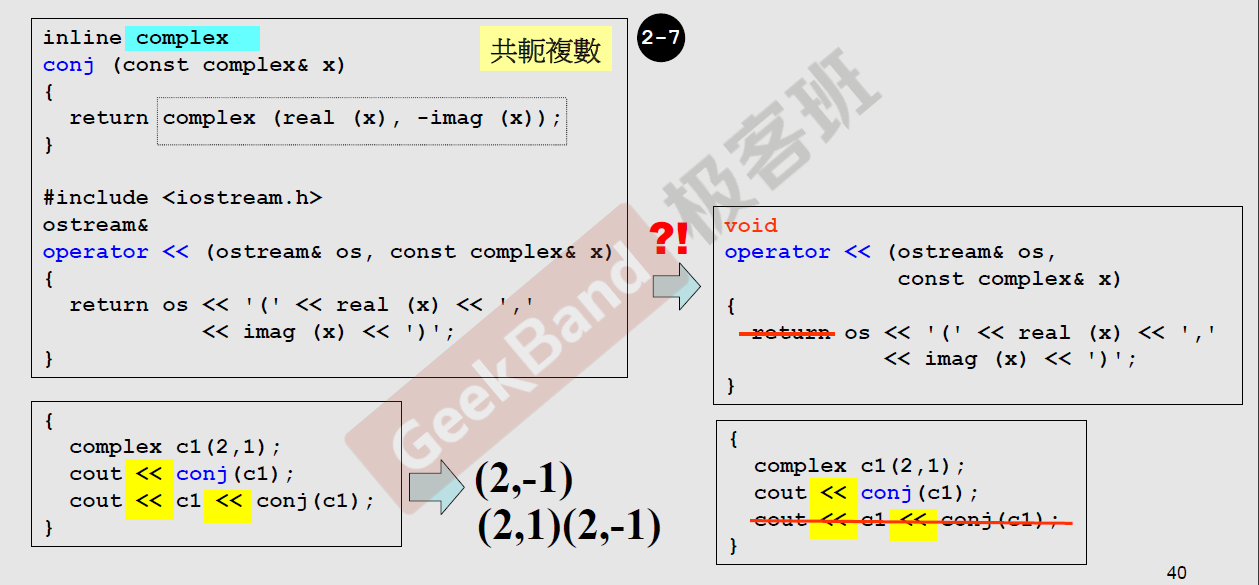 inline complex
共軛複數
2-7
conj (const complex& x)
{
  return complex (real (x), -imag (x));
}
#include <iostream.h>
ostream&
operator << (ostream& os, const complex& x)
{
  return os << '(' << real (x) << ','
            << imag (x) << ')';
}
?!
void
operator << (ostream& os,
             const complex& x)
{
  return os << '(' << real (x) << ','
            << imag (x) << ')';
}
{
  complex c1(2,1);
  cout << conj(c1);
  cout << c1 << conj(c1);
}
(2,-1)
(2,1)(2,-1)
{
  complex c1(2,1);
  cout << conj(c1);
  cout << c1 << conj(c1);
}
GeekBand 极客班
40